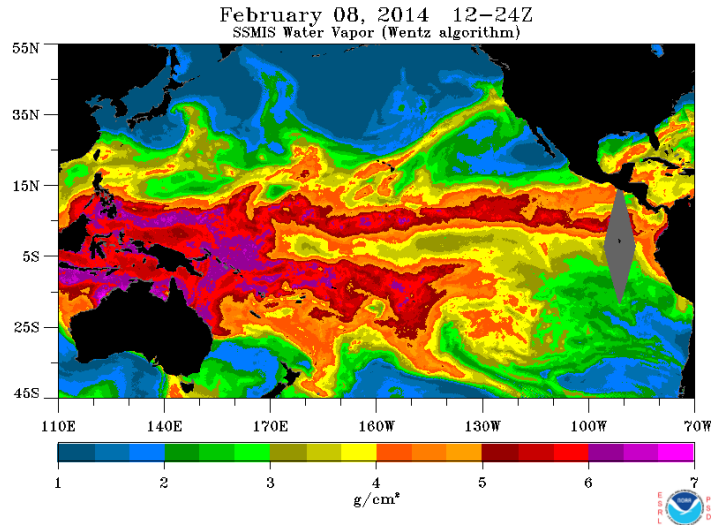 February 08, 2014 12-24Z
SSMIS Water Vapor (Wentz algorithm)
55N
35N
15N
5S
25S
45S
110E 140E 170E 160W 130W 100W 70W
1 2 3 4 5 6 7
g/cm²
ESRL NOAA PSD